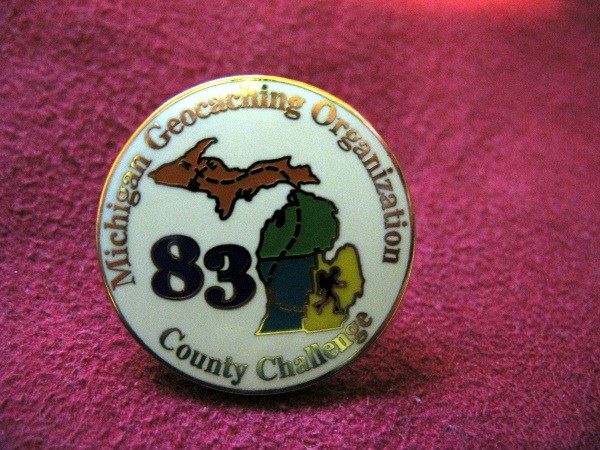 Michigan Geocaching Organization
83
County Challenge